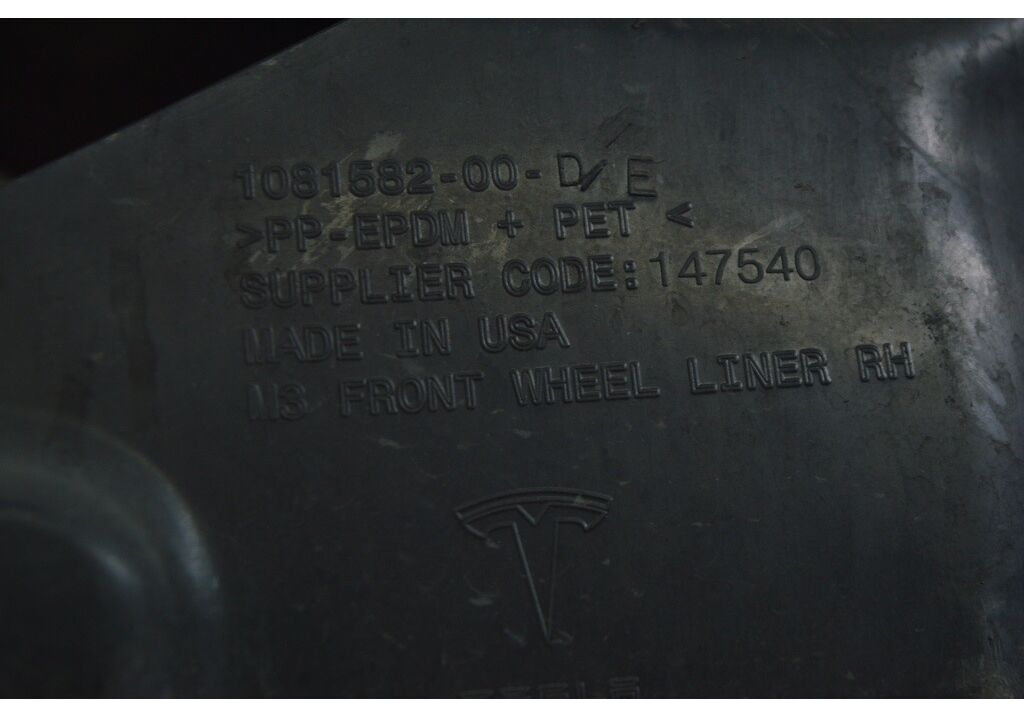 1081582-00-D/E
>PP-EPDM + PET <
SUPPLIER CODE:147540
MADE IN USA
M3 FRONT WHEEL LINER RH